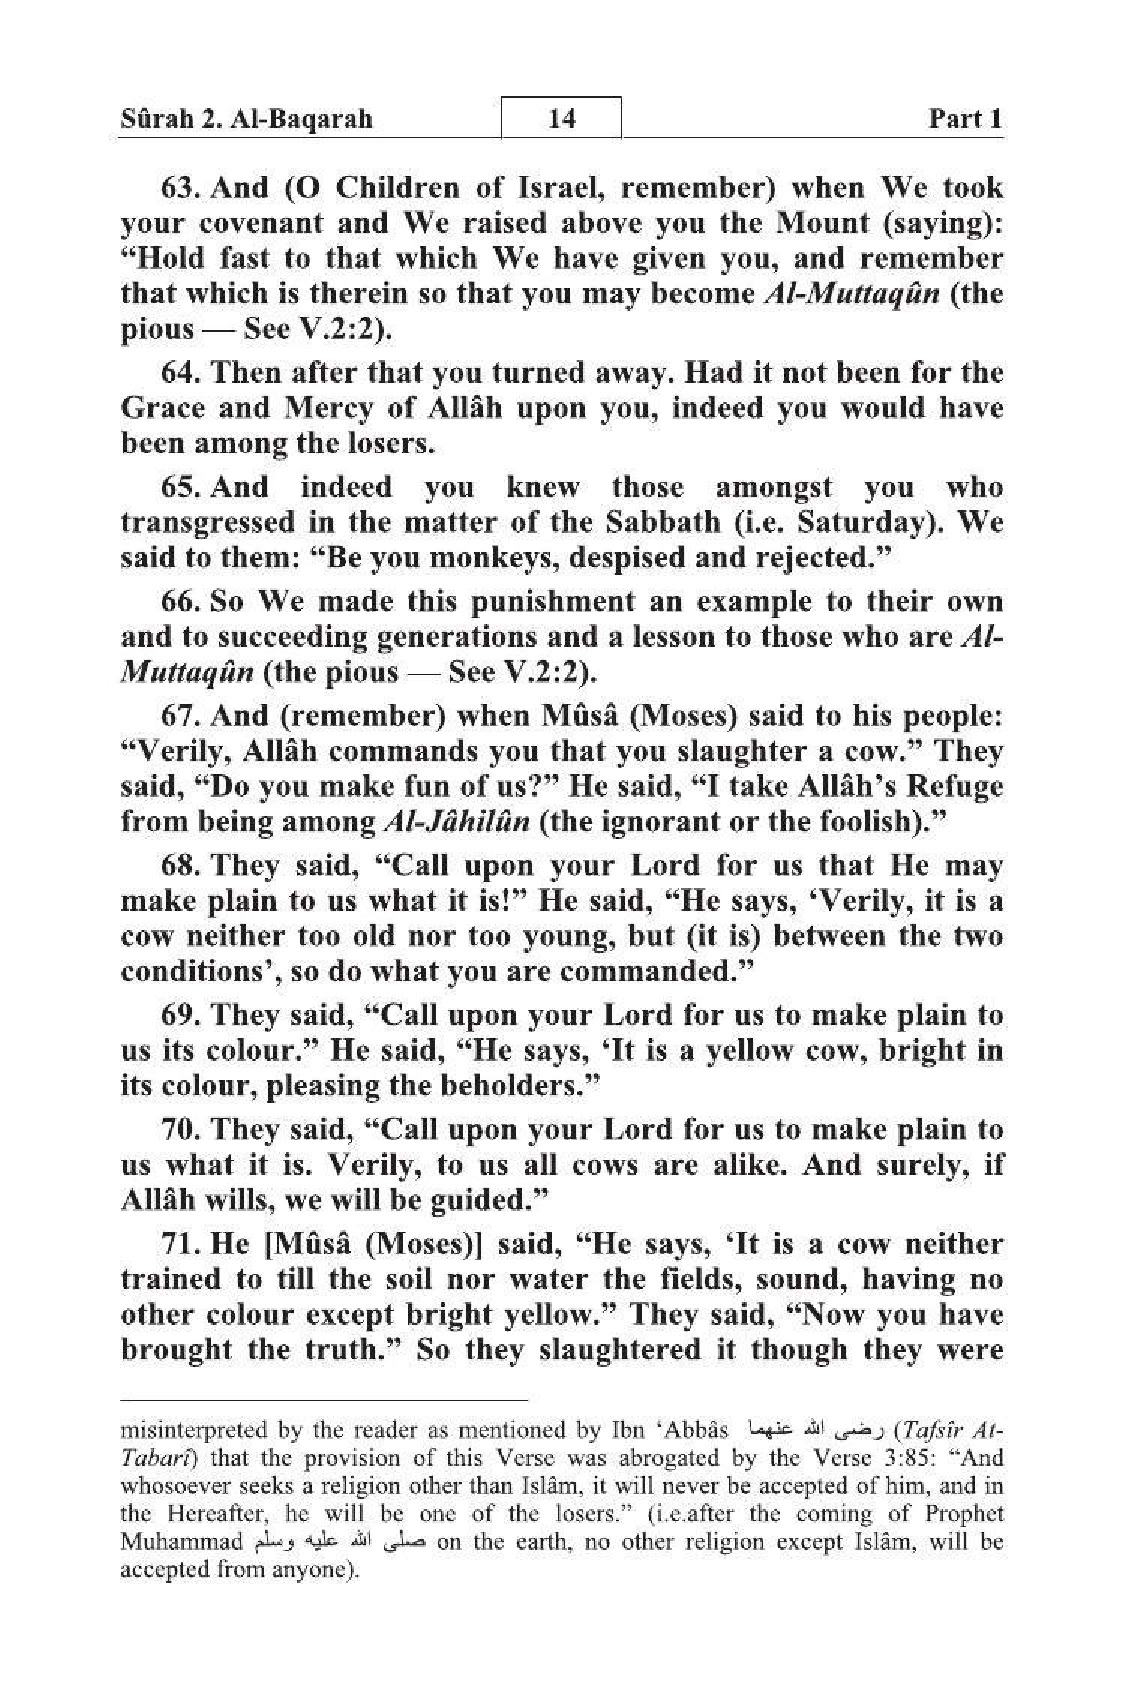 Sûrah 2. Al-Baqarah 14 Part 1
63. And (O Children of Israel, remember) when We took
your covenant and We raised above you the Mount (saying):
“Hold fast to that which We have given you, and remember
that which is therein so that you may become Al-Muttaqûn (the
pious — See V.2:2).
64. Then after that you turned away. Had it not been for the
Grace and Mercy of Allâh upon you, indeed you would have
been among the losers.
65. And indeed you knew those amongst you who
transgressed in the matter of the Sabbath (i.e. Saturday). We
said to them: “Be you monkeys, despised and rejected.”
66. So We made this punishment an example to their own
and to succeeding generations and a lesson to those who are Al-
Muttaqûn (the pious — See V.2:2).
67. And (remember) when Mûsâ (Moses) said to his people:
“Verily, Allâh commands you that you slaughter a cow.” They
said, “Do you make fun of us?” He said, “I take Allâh’s Refuge
from being among Al-Jâhilûn (the ignorant or the foolish).”
68. They said, “Call upon your Lord for us that He may
make plain to us what it is!” He said, “He says, ‘Verily, it is a
cow neither too old nor too young, but (it is) between the two
conditions’, so do what you are commanded.”
69. They said, “Call upon your Lord for us to make plain to
us its colour.” He said, “He says, ‘It is a yellow cow, bright in
its colour, pleasing the beholders.”
70. They said, “Call upon your Lord for us to make plain to
us what it is. Verily, to us all cows are alike. And surely, if
Allâh wills, we will be guided.”
71. He [Mûsâ (Moses)] said, “He says, ‘It is a cow neither
trained to till the soil nor water the fields, sound, having no
other colour except bright yellow.” They said, “Now you have
brought the truth.” So they slaughtered it though they were
misinterpreted by the reader as mentioned by Ibn ‘Abbâs رضى الله عنهما (Tafsîr At-
Tabarî) that the provision of this Verse was abrogated by the Verse 3:85: “And
whosoever seeks a religion other than Islâm, it will never be accepted of him, and in
the Hereafter, he will be one of the losers.” (i.e.after the coming of Prophet
Muhammad صلى الله عليه وسلم on the earth, no other religion except Islâm, will be
accepted from anyone).